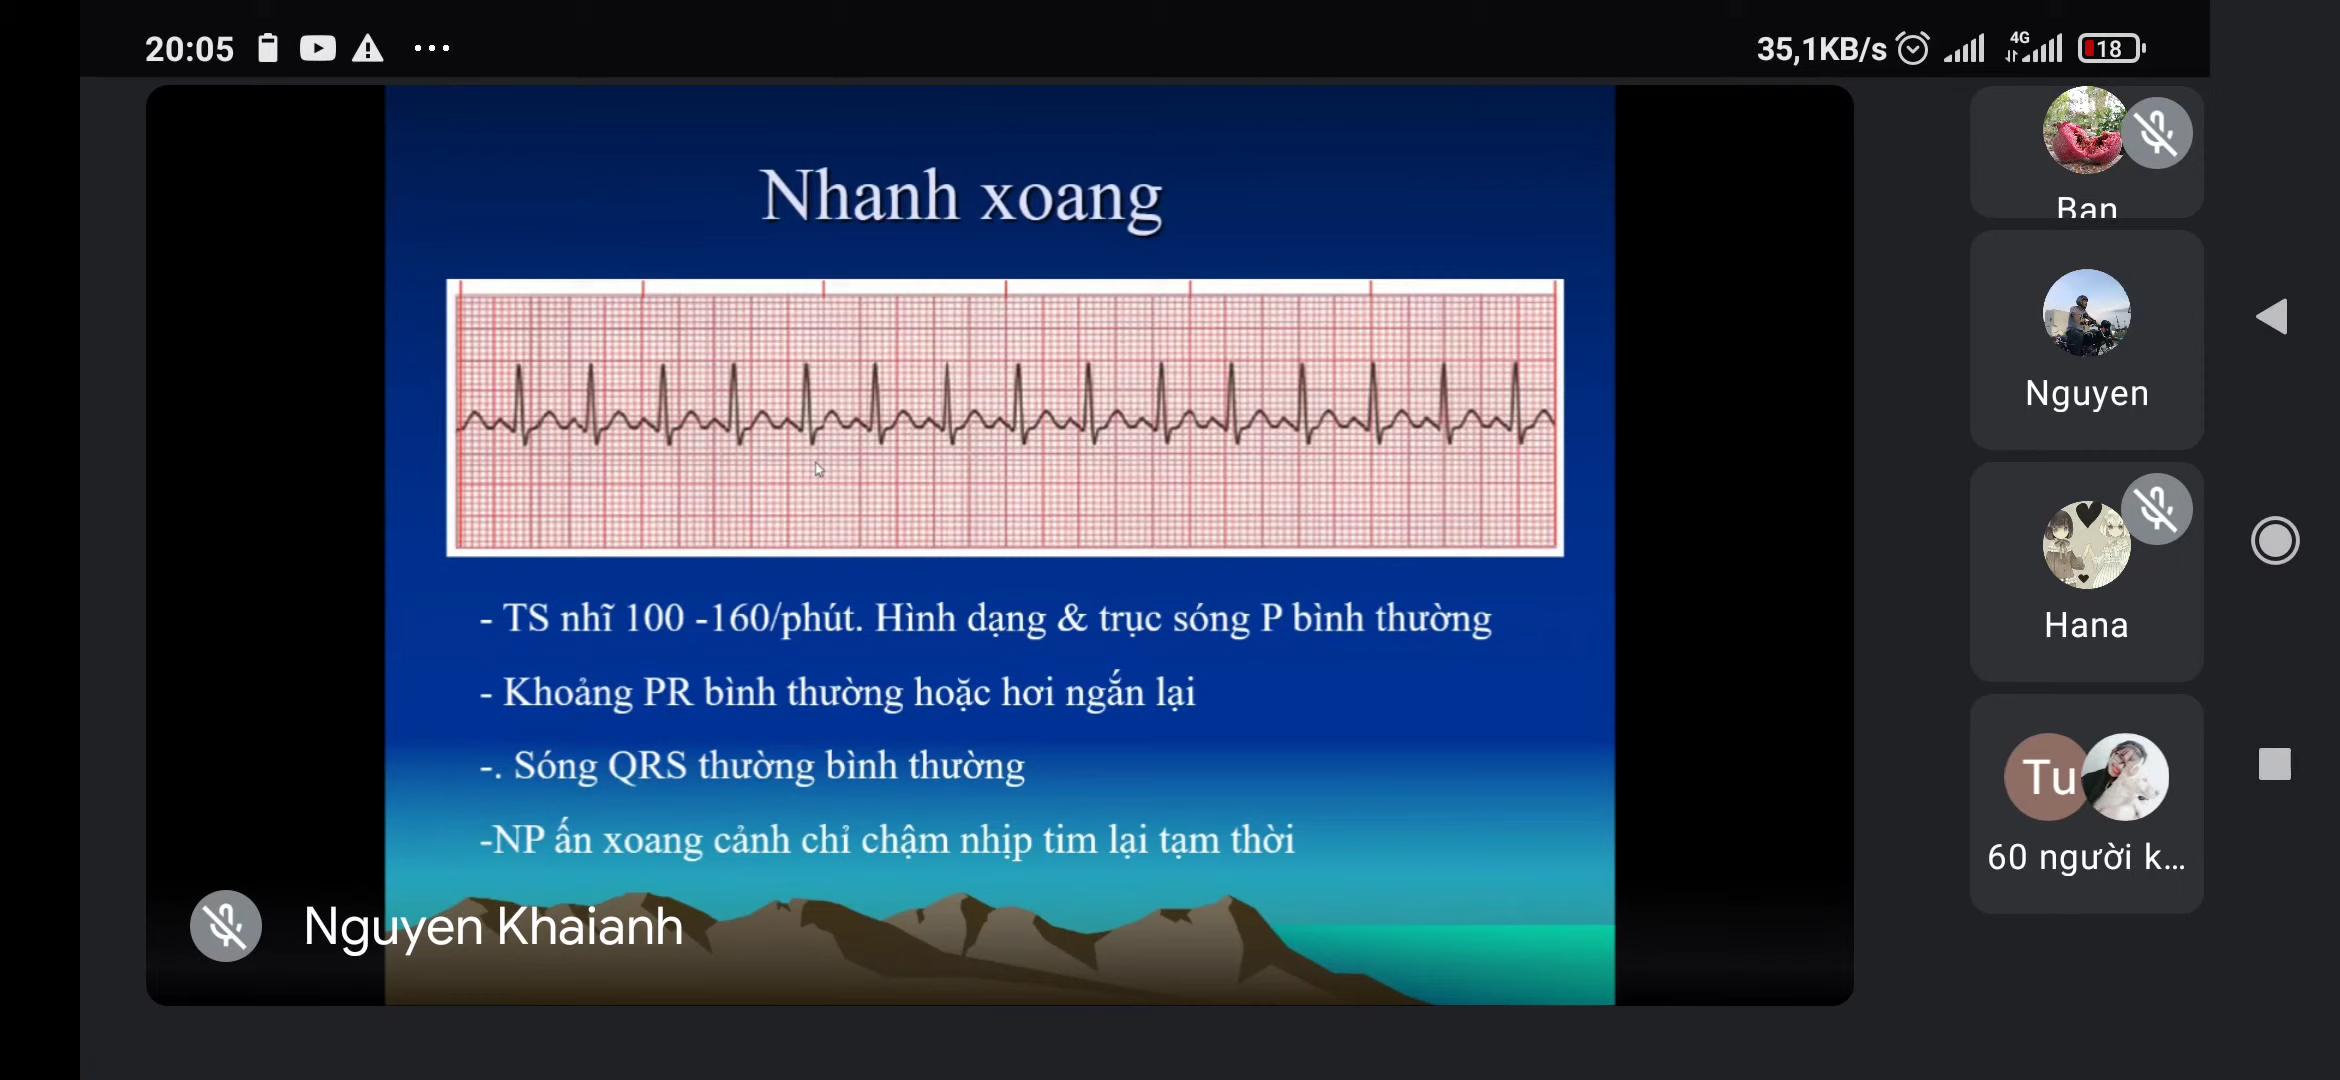 20:05
35,1KB/s
4G
18
Nhanh xoang
- TS nhĩ 100 -160/phút. Hình dạng & trục sóng P bình thường
- Khoảng PR bình thường hoặc hơi ngắn lại
-. Sóng QRS thường bình thường
-NP ấn xoang cảnh chỉ chậm nhịp tim lại tạm thời
Nguyen Khaianh
Ban
Nguyen
Hana
Tu
60 người k...